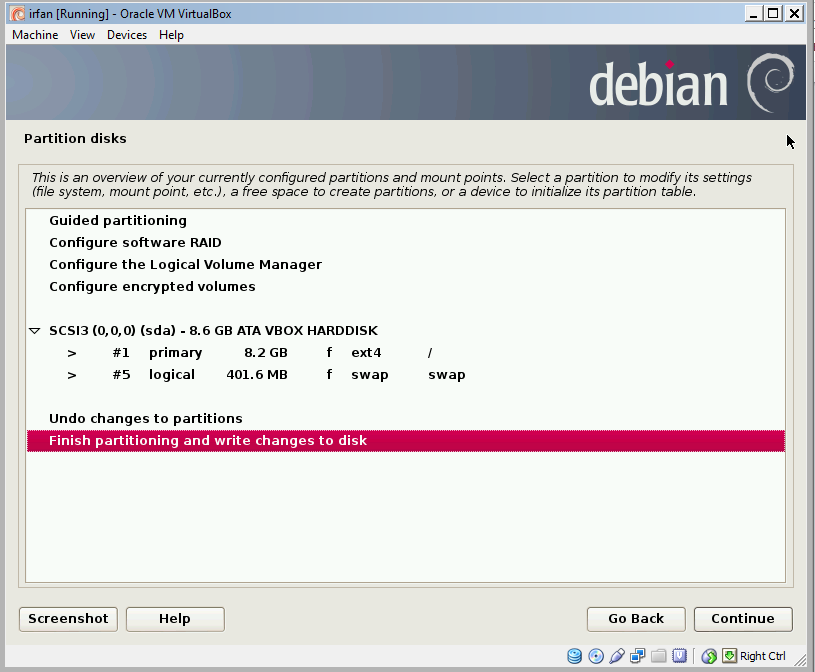 irfan [Running] - Oracle VM VirtualBox
Machine View Devices Help
debian
Partition disks
This is an overview of your currently configured partitions and mount points. Select a partition to modify its settings
(file system, mount point, etc.), a free space to create partitions, or a device to initialize its partition table.
Guided partitioning
Configure software RAID
Configure the Logical Volume Manager
Configure encrypted volumes
SCSI3 (0,0,0) (sda) - 8.6 GB ATA VBOX HARDDISK
> #1 primary 8.2 GB f ext4 /
> #5 logical 401.6 MB f swap swap
Undo changes to partitions
Finish partitioning and write changes to disk
Screenshot Help Go Back Continue
Right Ctrl